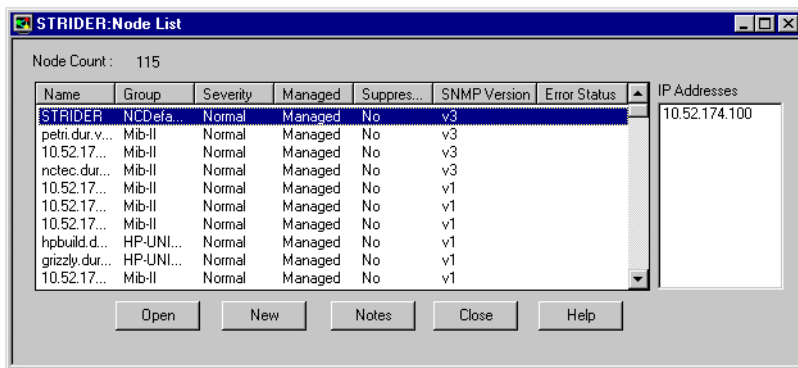 STRIDER:Node List
Node Count : 115
Name Group Severity Managed Suppres... SNMP Version Error Status IP Addresses
STRIDER NCDefa... Normal Managed No v3 10.52.174.100
petri.dur.v... Mib-II Normal Managed No v3
10.52.17... Mib-II Normal Managed No v3
nctec.dur... Mib-II Normal Managed No v3
10.52.17... Mib-II Normal Managed No v1
10.52.17... Mib-II Normal Managed No v1
10.52.17... Mib-II Normal Managed No v1
hpbuild.d... HP-UNI... Normal Managed No v1
grizzly.dur... HP-UNI... Normal Managed No v1
10.52.17... Mib-II Normal Managed No v1
Open New Notes Close Help